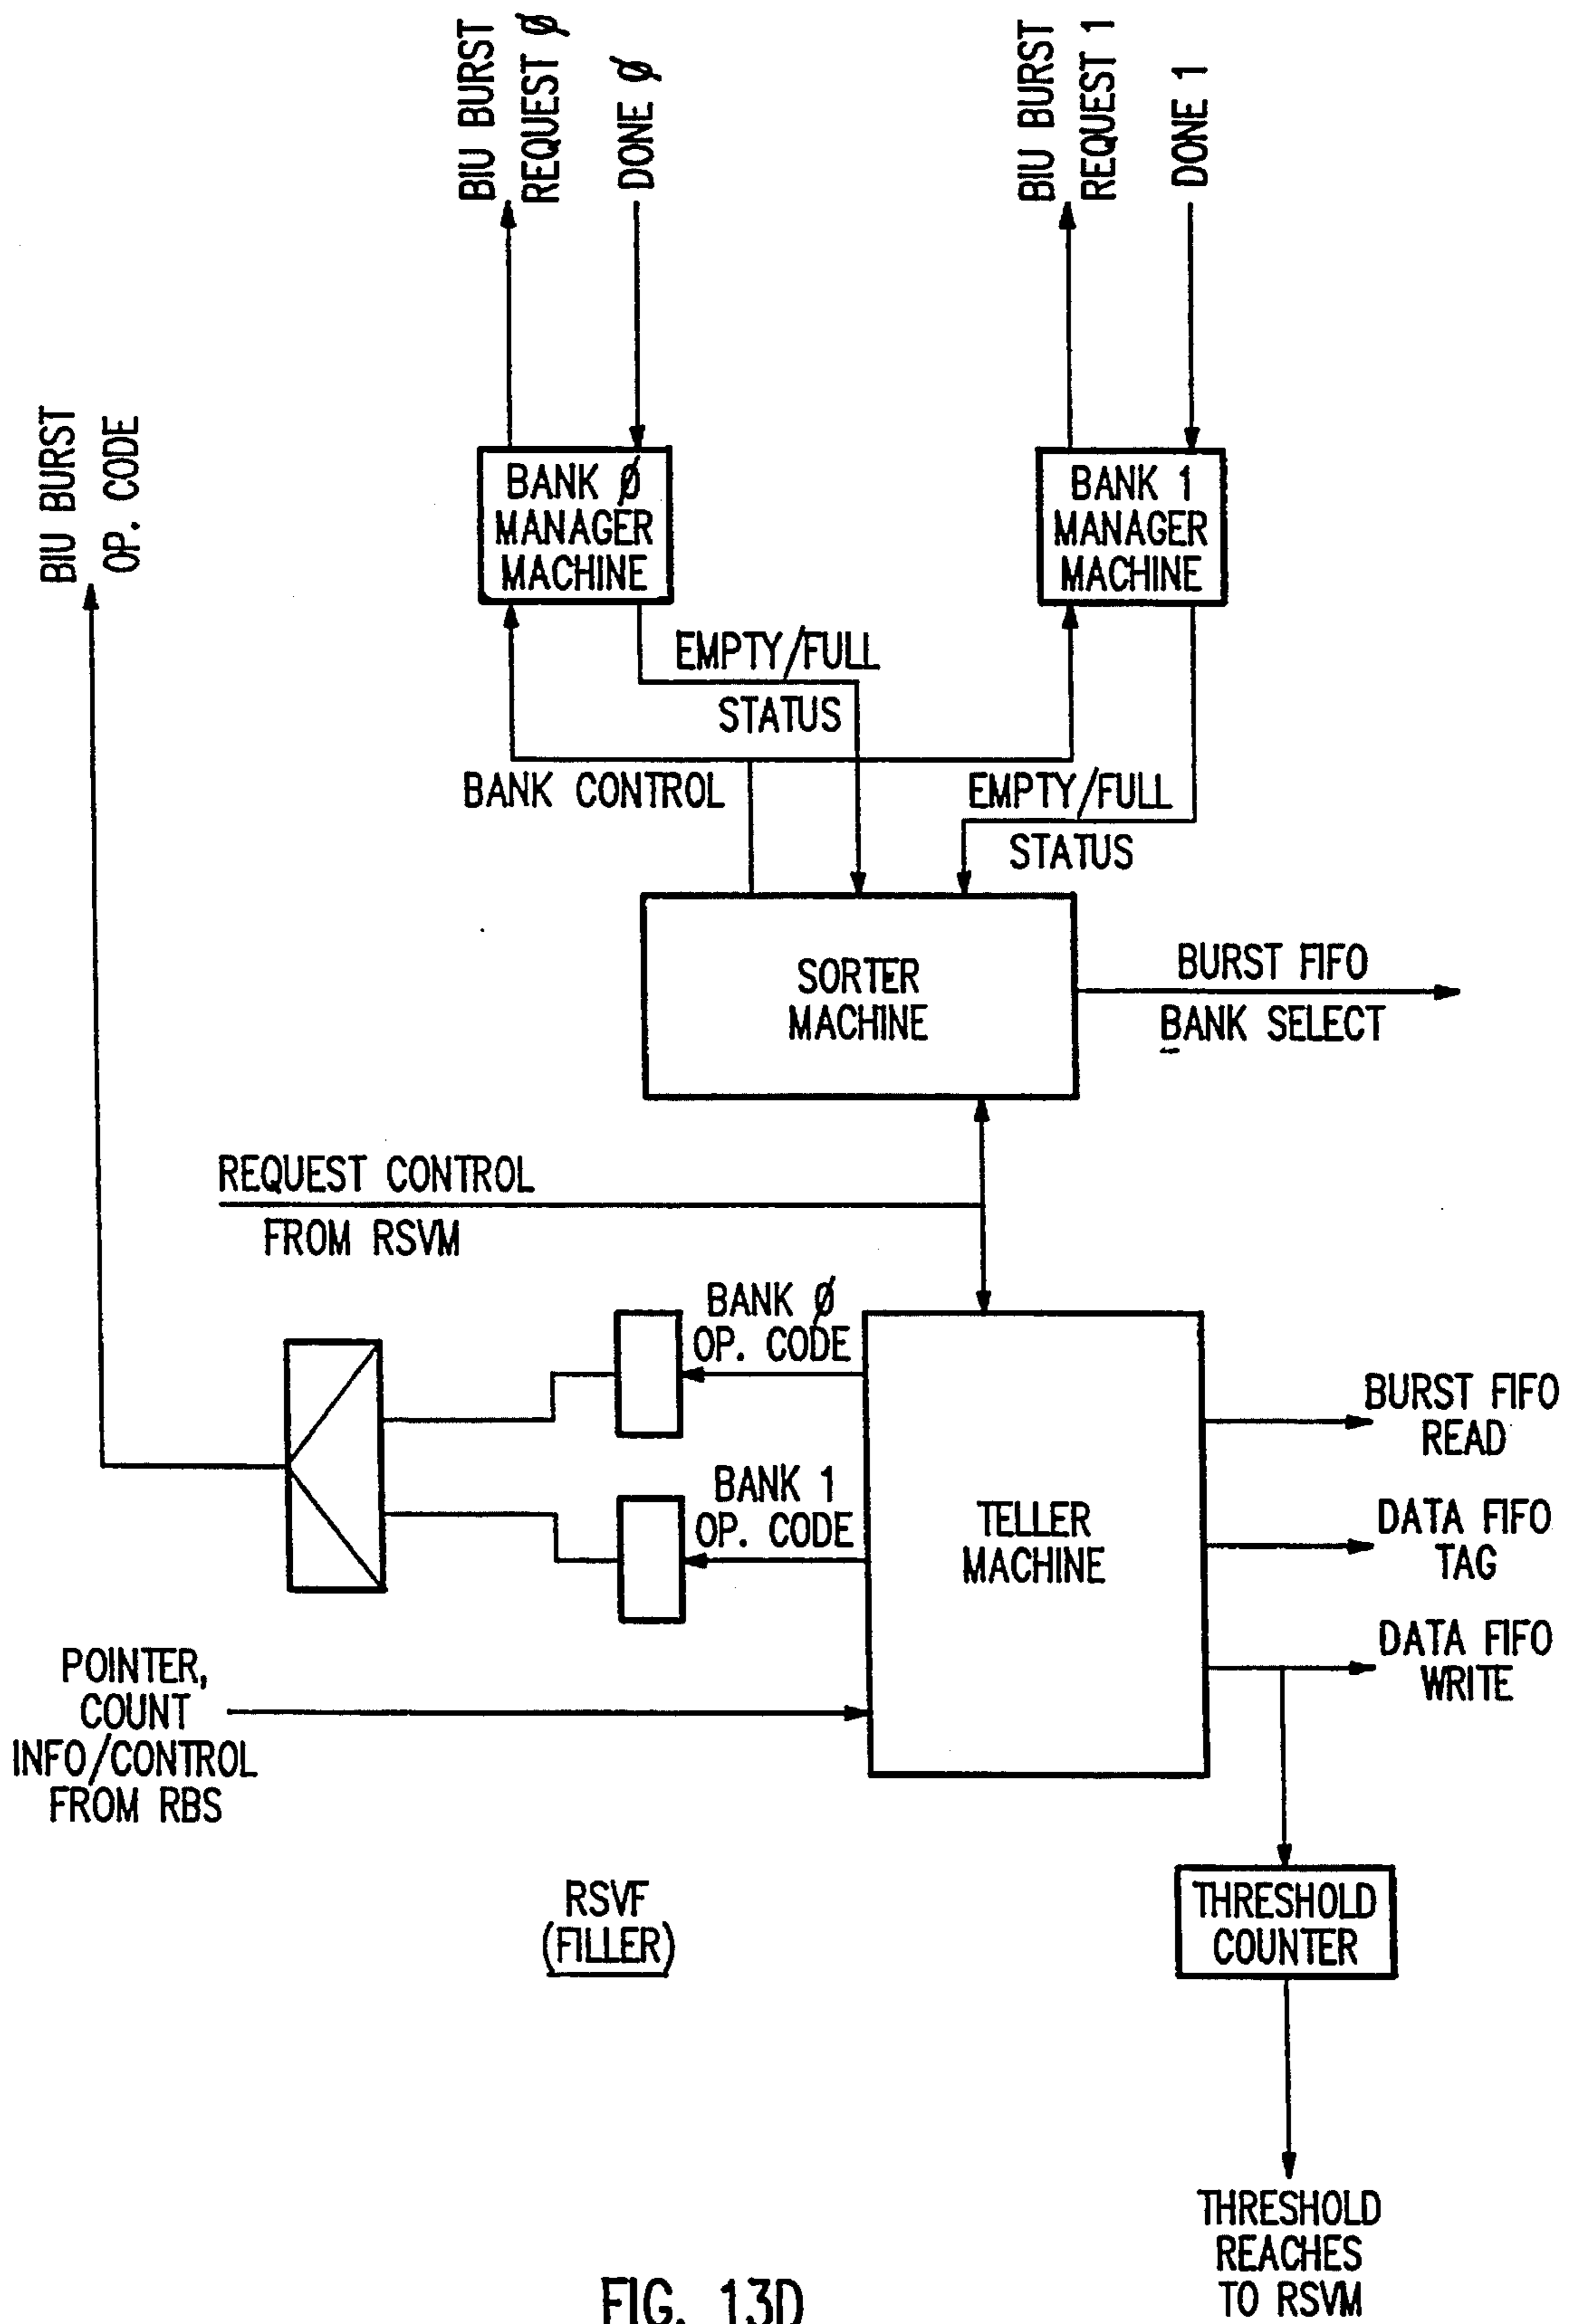 BIU BURST
REQUEST Ø
DONE Ø
BIU BURST
REQUEST 1
DONE 1
BIU BURST
OP. CODE
BANK Ø
MANAGER
MACHINE
BANK 1
MANAGER
MACHINE
EMPTY/FULL
STATUS
BANK CONTROL
EMPTY/FULL
STATUS
SORTER
MACHINE
BURST FIFO
BANK SELECT
REQUEST CONTROL
FROM RSVM
BANK Ø
OP. CODE
BANK 1
OP. CODE
TELLER
MACHINE
BURST FIFO
READ
DATA FIFO
TAG
DATA FIFO
WRITE
POINTER,
COUNT
INFO/CONTROL
FROM RBS
RSVF
(FILLER)
THRESHOLD
COUNTER
THRESHOLD
REACHES
TO RSVM
FIG. 13D